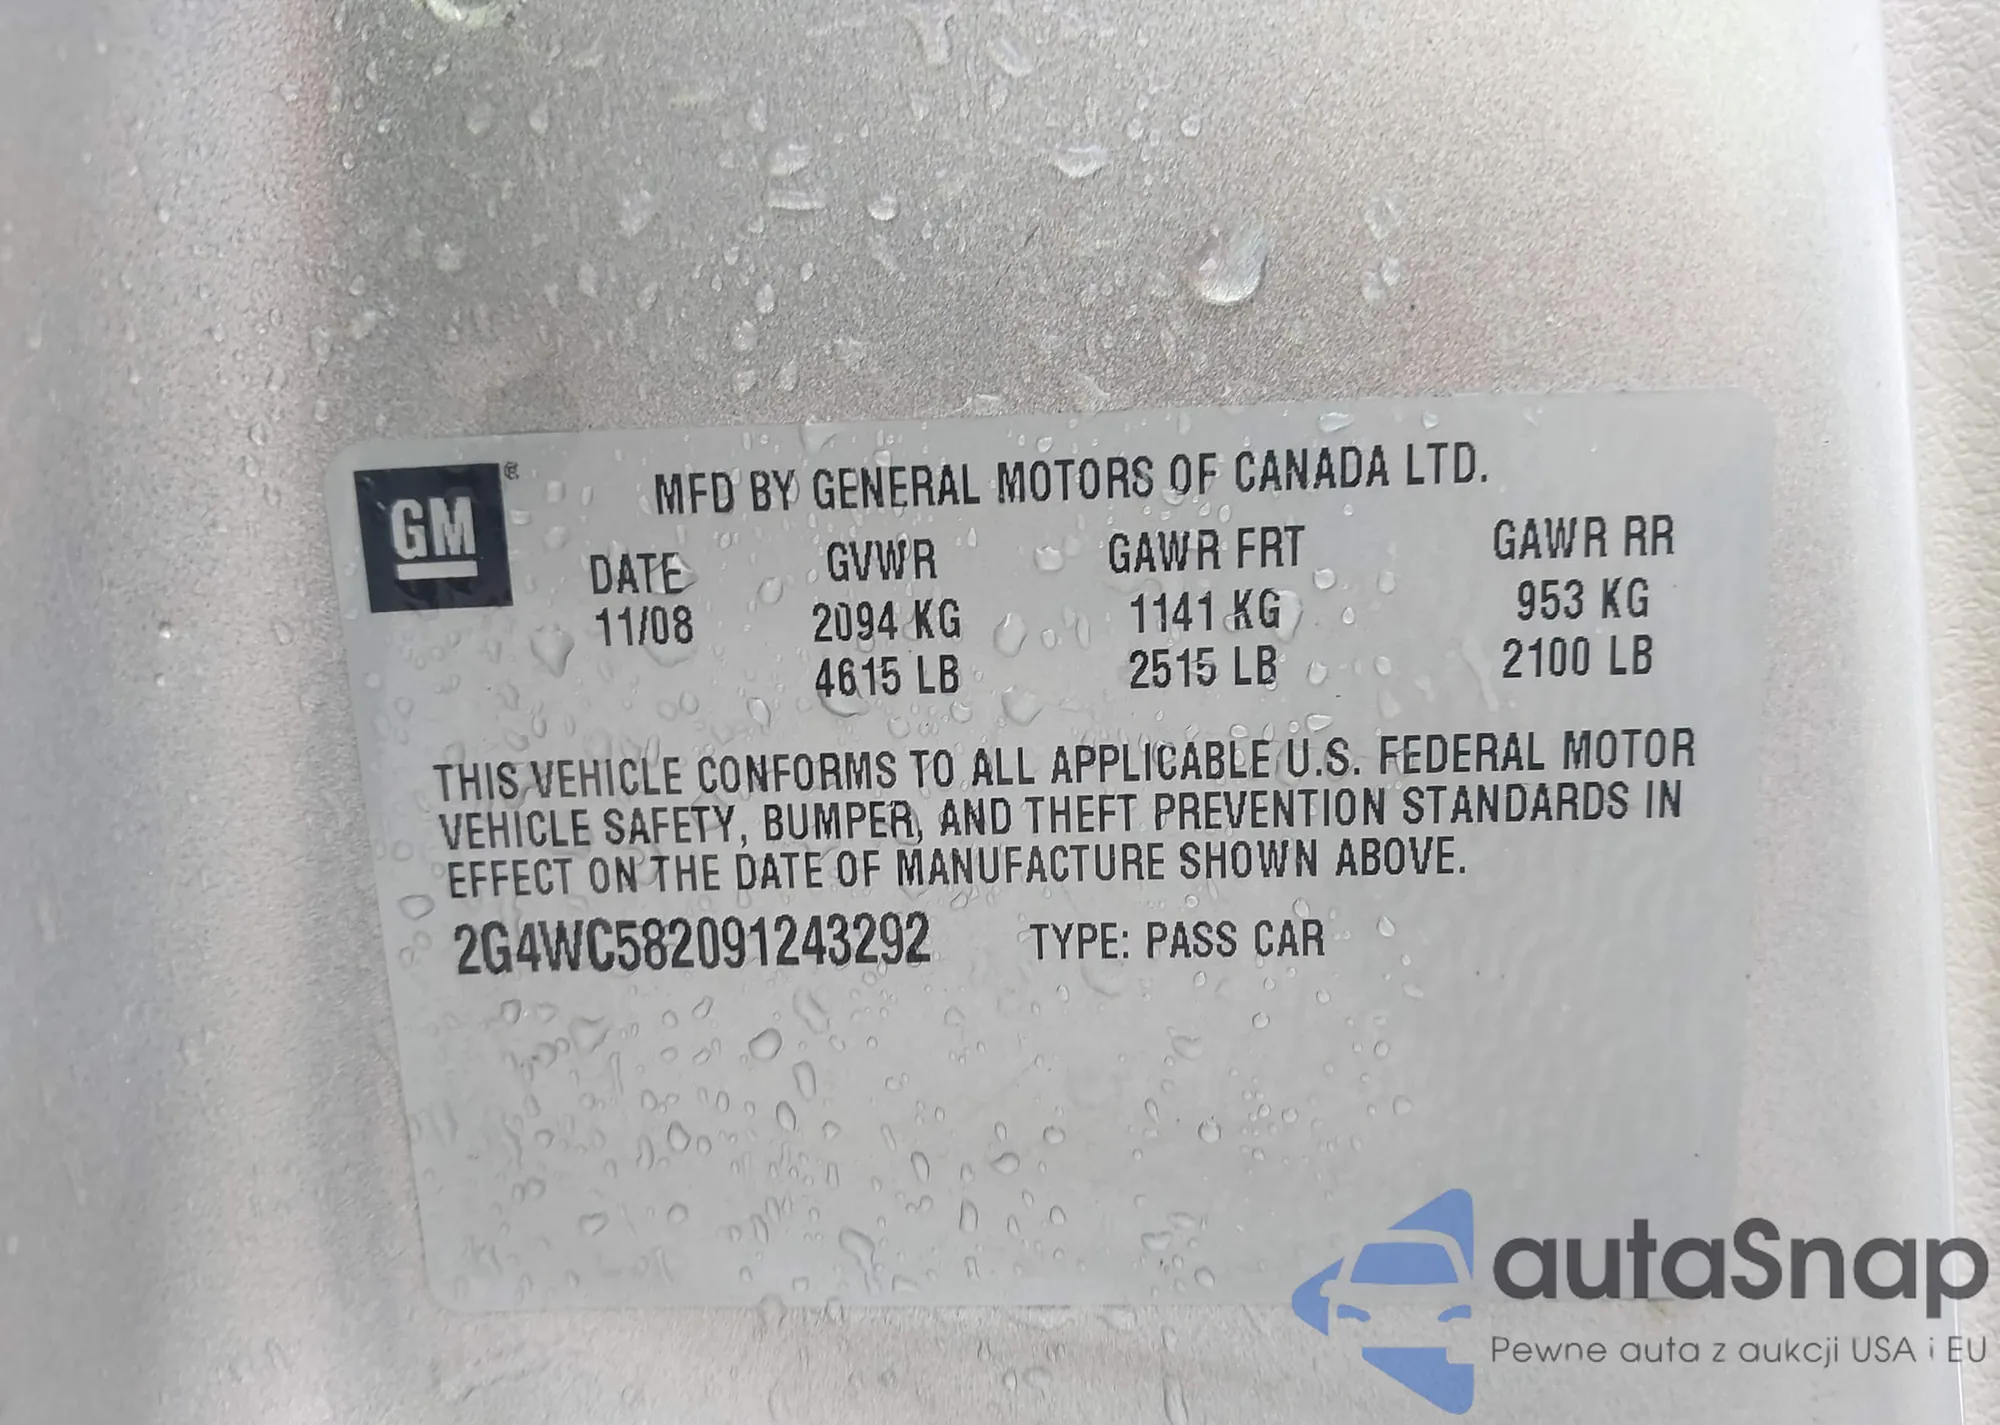 GM ®
MFD BY GENERAL MOTORS OF CANADA LTD.
DATE GVWR GAWR FRT GAWR RR
11/08 2094 KG 1141 KG 953 KG
4615 LB 2515 LB 2100 LB
THIS VEHICLE CONFORMS TO ALL APPLICABLE U.S. FEDERAL MOTOR
VEHICLE SAFETY, BUMPER, AND THEFT PREVENTION STANDARDS IN
EFFECT ON THE DATE OF MANUFACTURE SHOWN ABOVE.
2G4WC582091243292 TYPE: PASS CAR
autaSnap
Pewne auta z aukcji USA i EU